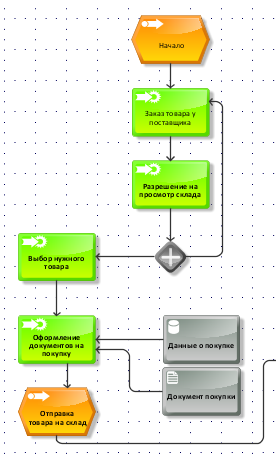 Начало
Заказ товара у
поставщика
Разрешение на
просмотр склада
Выбор нужного
товара
Оформление
документов на
покупку
Данные о покупке
Документ покупки
Отправка
товара на склад